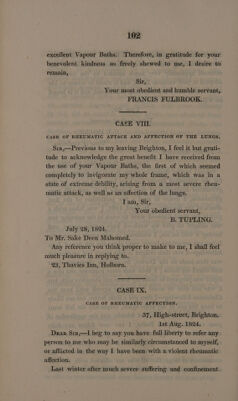 102
excellent Vapour Baths. Therefore, in gratitude for your
benevolent kindness so freely shewed to me, I desire to
remain,
Sir,
Your most obedient and humble servant,
FRANCIS FULBROOK.
CASE VIII.
CASE OF RHEUMATIC ATTACK AND AFFECTION OF THE LUNGS.
SIR,—Previous to my leaving Brighton, I feel it but grati-
tude to acknowledge the great benefit I have received from
the use of your Vapour Baths, the first of which seemed
completely to invigorate my whole frame, which was in a
state of extreme debility, arising from a most severe rheu-
matic attack, as well as an affection of the lungs.
I am, Sir,
Your obedient servant,
B. TUPLING.
July 28, 1824.
To Mr. Sake Deen Mahomed.
Any reference you think proper to make to me, I shall feel
much pleasure in replying to.
23, Thavies Inn, Holborn.
CASE IX.
CASE OF RHEUMATIC AFFECTION.
37, High-street, Brighton.
1st Aug. 1824.
DEAR SIR,—I beg to say you have full liberty to refer any
person to me who may be similarly circumstanced to myself,
or afflicted in the way I have been with a violent rheumatic
affection.
Last winter after much severe suffering and confinement